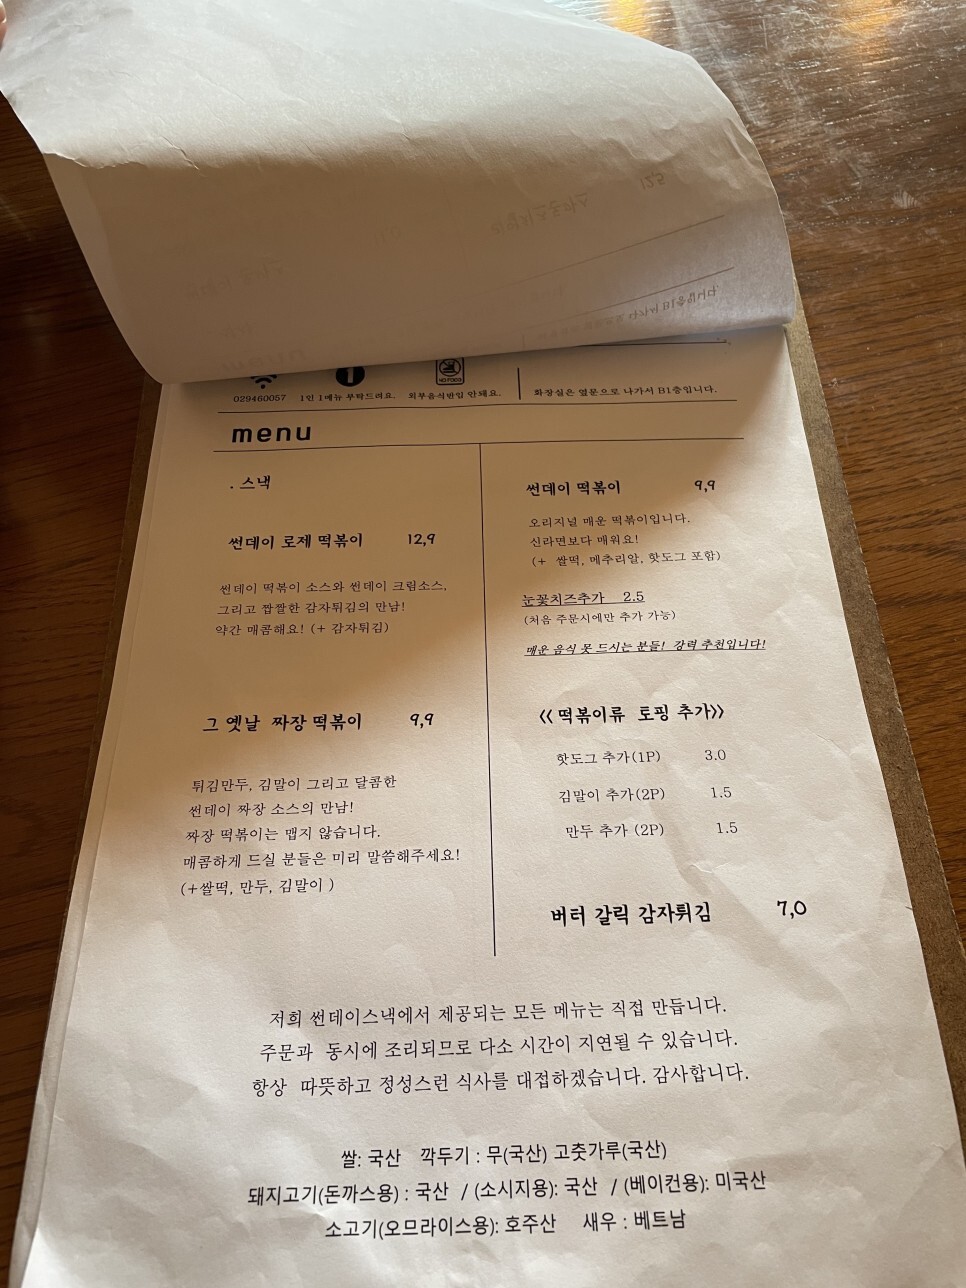 NO FOOD
029460057 1인 1메뉴 부탁드려요. 외부음식반입 안돼요. 화장실은 옆문으로 나가서 B1층입니다.
menu
. 스낵
썬데이 로제 떡볶이 12,9
썬데이 떡볶이 소스와 썬데이 크림소스,
그리고 짭짤한 감자튀김의 만남!
약간 매콤해요! (+ 감자튀김)
그 옛날 짜장 떡볶이 9,9
튀김만두, 김말이 그리고 달콤한
썬데이 짜장 소스의 만남!
짜장 떡볶이는 맵지 않습니다.
매콤하게 드실 분들은 미리 말씀해주세요!
(+쌀떡, 만두, 김말이 )
썬데이 떡볶이 9,9
오리지널 매운 떡볶이입니다.
신라면보다 매워요!
(+ 쌀떡, 메추리알, 핫도그 포함)
눈꽃치즈추가 2.5
(처음 주문시에만 추가 가능)
매운 음식 못 드시는 분들! 강력 추천입니다!
<< 떡볶이류 토핑 추가>>
핫도그 추가(1P) 3.0
김말이 추가(2P) 1.5
만두 추가 (2P) 1.5
버터 갈릭 감자튀김 7,0
저희 썬데이스낵에서 제공되는 모든 메뉴는 직접 만듭니다.
주문과 동시에 조리되므로 다소 시간이 지연될 수 있습니다.
항상 따뜻하고 정성스런 식사를 대접하겠습니다. 감사합니다.
쌀: 국산 깍두기 : 무(국산) 고춧가루(국산)
돼지고기(돈까스용) : 국산 / (소시지용): 국산 / (베이컨용): 미국산
소고기(오므라이스용): 호주산 새우 : 베트남